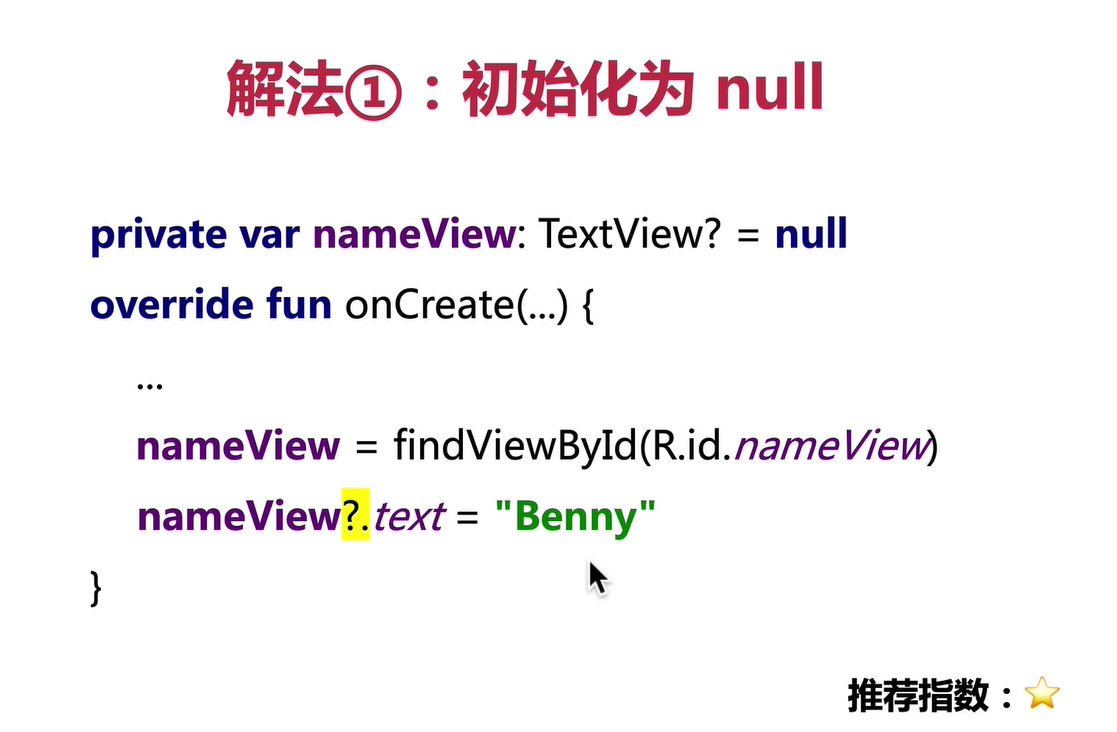 解法①：初始化为 null
private var nameView: TextView? = null
override fun onCreate(...) {
...
nameView = findViewById(R.id.nameView)
nameView?.text = "Benny"
}
推荐指数：⭐